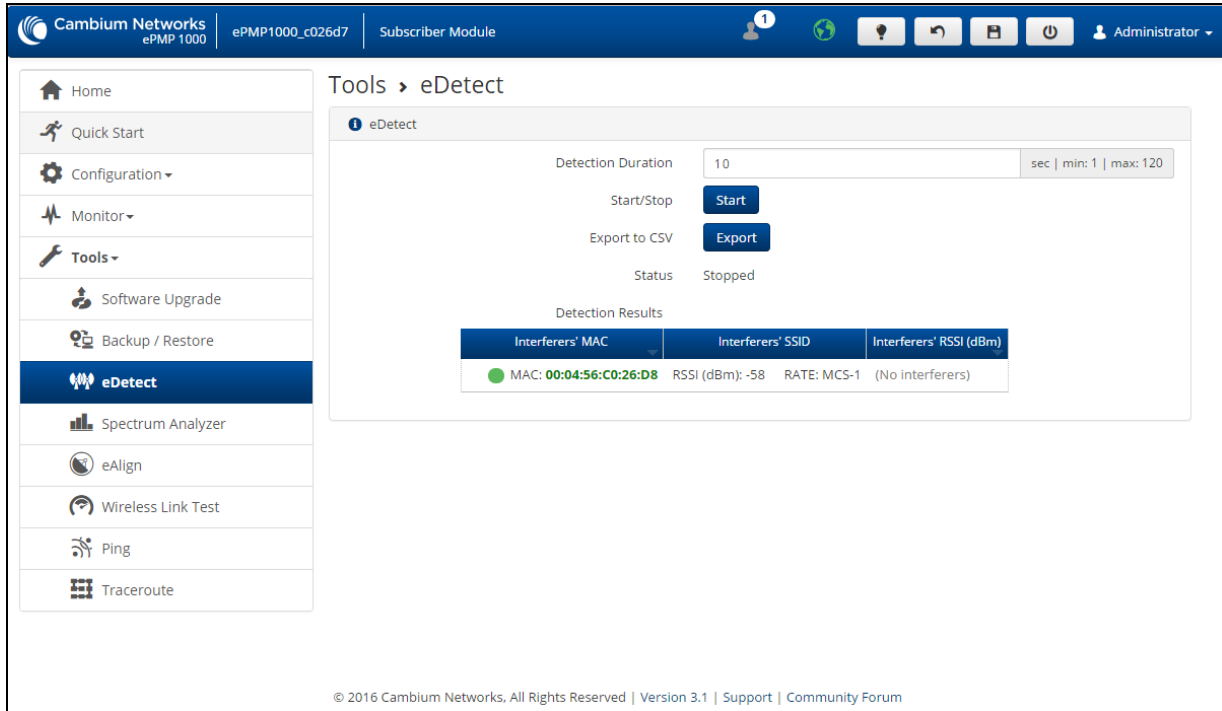 Cambium Networks
ePMP 1000
ePMP1000_c026d7
Subscriber Module
1
Administrator
Home
Quick Start
Configuration
Monitor
Tools
Software Upgrade
Backup / Restore
eDetect
Spectrum Analyzer
eAlign
Wireless Link Test
Ping
Traceroute
Tools › eDetect
eDetect
Detection Duration 10 sec | min: 1 | max: 120
Start/Stop Start
Export to CSV Export
Status Stopped
Detection Results
Interferers' MAC Interferers' SSID Interferers' RSSI (dBm)
MAC: 00:04:56:C0:26:D8 RSSI (dBm): -58 RATE: MCS-1 (No interferers)
© 2016 Cambium Networks, All Rights Reserved | Version 3.1 | Support | Community Forum